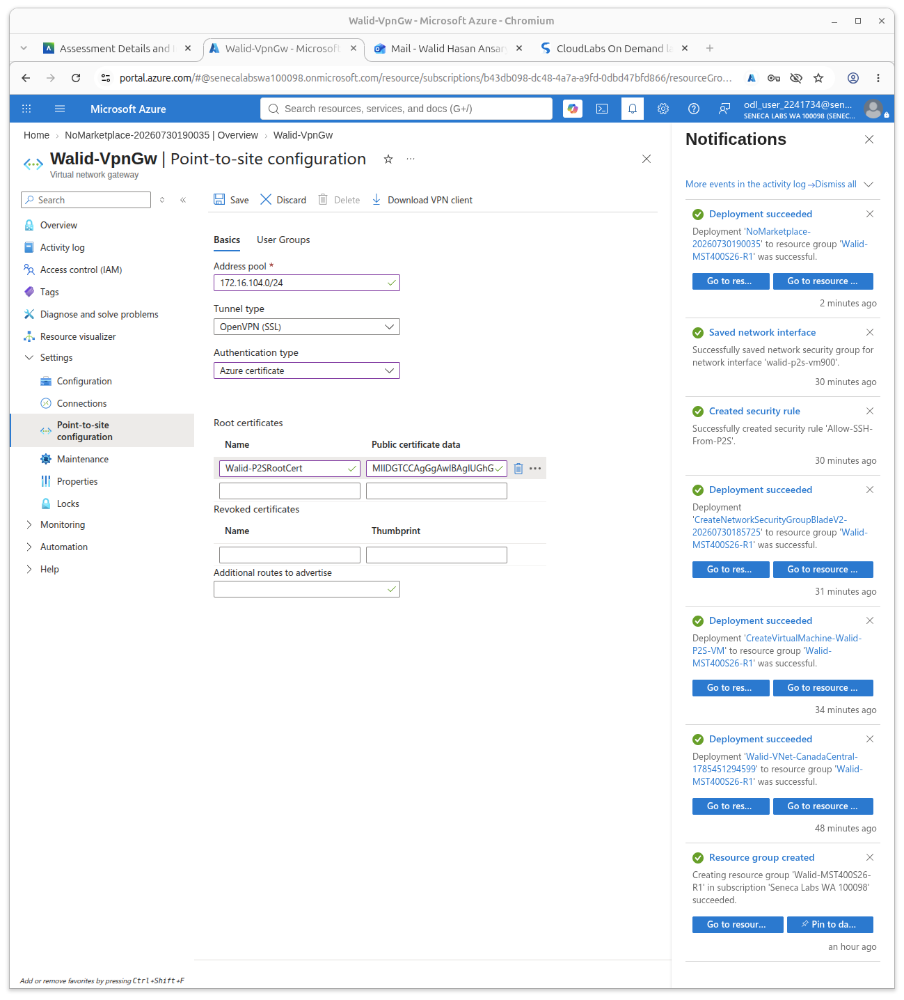 Walid-VpnGw - Microsoft Azure - Chromium
Assessment Details and
Walid-VpnGw - Microsoft
Mail - Walid Hasan Ansary
CloudLabs On Demand la
portal.azure.com/#@senecalabswa100098.onmicrosoft.com/resource/subscriptions/b43db098-dc48-4a7a-a9fd-0dbd47bfd866/resourceGro...
Microsoft Azure
Search resources, services, and docs (G+/)
odl_user_2241734@sen...
SENECA LABS WA 100098 (SENEC...
Home > NoMarketplace-20260730190035 | Overview > Walid-VpnGw
Walid-VpnGw | Point-to-site configuration
Virtual network gateway
Search
Overview
Activity log
Access control (IAM)
Tags
Diagnose and solve problems
Resource visualizer
Settings
Configuration
Connections
Point-to-site
configuration
Maintenance
Properties
Locks
Monitoring
Automation
Help
Add or remove favorites by pressing Ctrl+Shift+F
Save
Discard
Delete
Download VPN client
Basics
User Groups
Address pool *
172.16.104.0/24
Tunnel type
OpenVPN (SSL)
Authentication type
Azure certificate
Root certificates
Name
Public certificate data
Walid-P2SRootCert
MIIDGTCCAgGgAwIBAgIUGhG
Revoked certificates
Name
Thumbprint
Additional routes to advertise
Notifications
More events in the activity log →
Dismiss all
Deployment succeeded
Deployment 'NoMarketplace-
20260730190035' to resource group 'Walid-
MST400S26-R1' was successful.
Go to res...
Go to resource ...
2 minutes ago
Saved network interface
Successfully saved network security group for
network interface 'walid-p2s-vm900'.
30 minutes ago
Created security rule
Successfully created security rule 'Allow-SSH-
From-P2S'.
30 minutes ago
Deployment succeeded
Deployment
'CreateNetworkSecurityGroupBladeV2-
20260730185725' to resource group 'Walid-
MST400S26-R1' was successful.
Go to res...
Go to resource ...
31 minutes ago
Deployment succeeded
Deployment 'CreateVirtualMachine-Walid-
P2S-VM' to resource group 'Walid-
MST400S26-R1' was successful.
Go to res...
Go to resource ...
34 minutes ago
Deployment succeeded
Deployment 'Walid-VNet-CanadaCentral-
1785451294599' to resource group 'Walid-
MST400S26-R1' was successful.
Go to res...
Go to resource ...
48 minutes ago
Resource group created
Creating resource group 'Walid-MST400S26-
R1' in subscription 'Seneca Labs WA 100098'
succeeded.
Go to resour...
Pin to da...
an hour ago